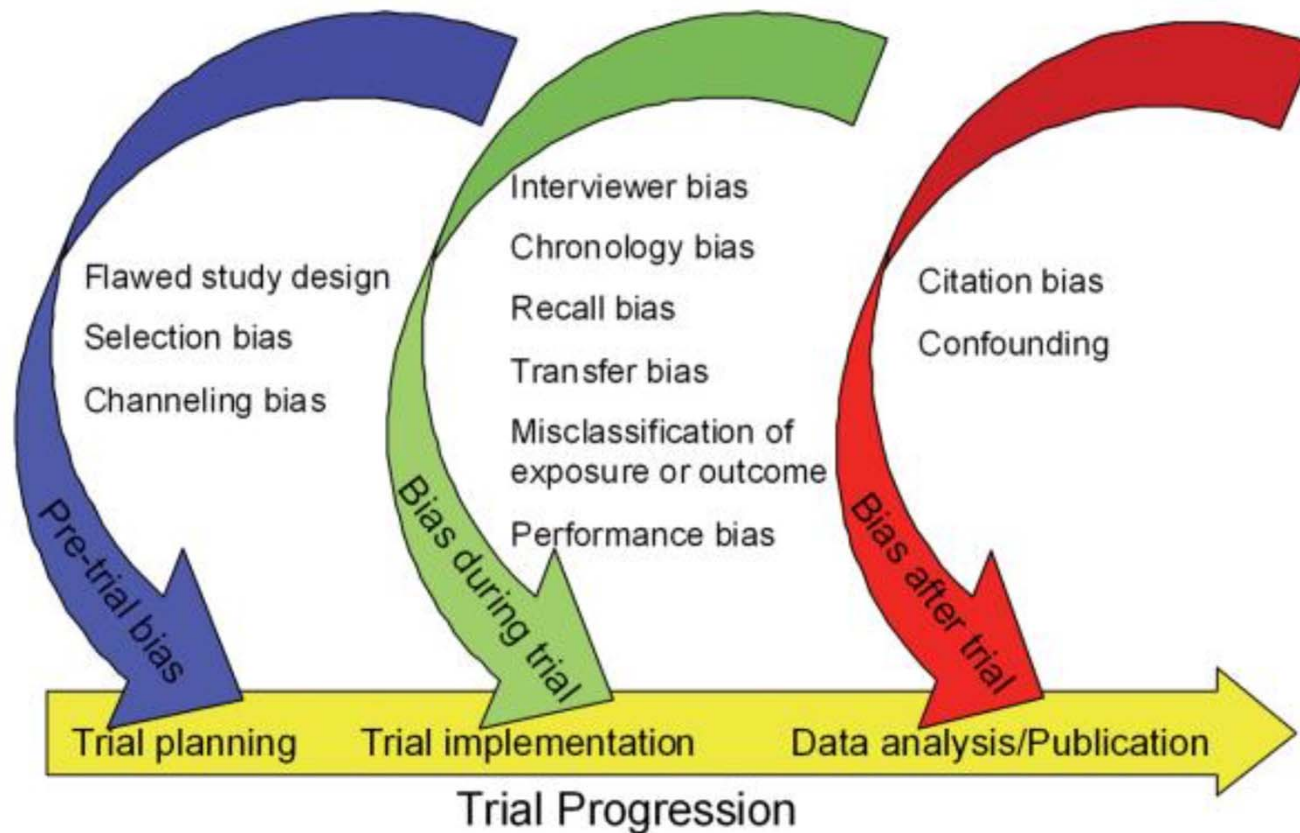 Flawed study design
Selection bias
Channeling bias
Pre-trial bias
Interviewer bias
Chronology bias
Recall bias
Transfer bias
Misclassification of
exposure or outcome
Performance bias
Bias during trial
Citation bias
Confounding
Bias after trial
Trial planning
Trial implementation
Data analysis/Publication
Trial Progression